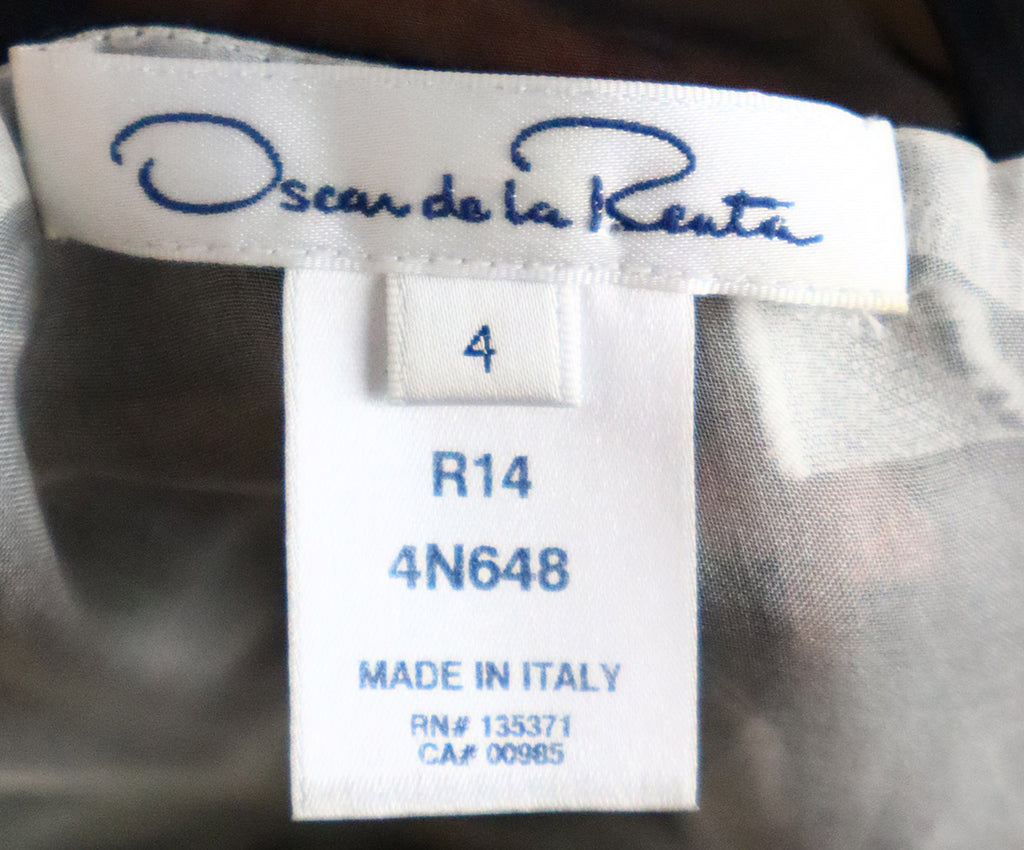 Oscar de la Renta
4
R14
4N648
MADE IN ITALY
RN# 135371
CA# 00985